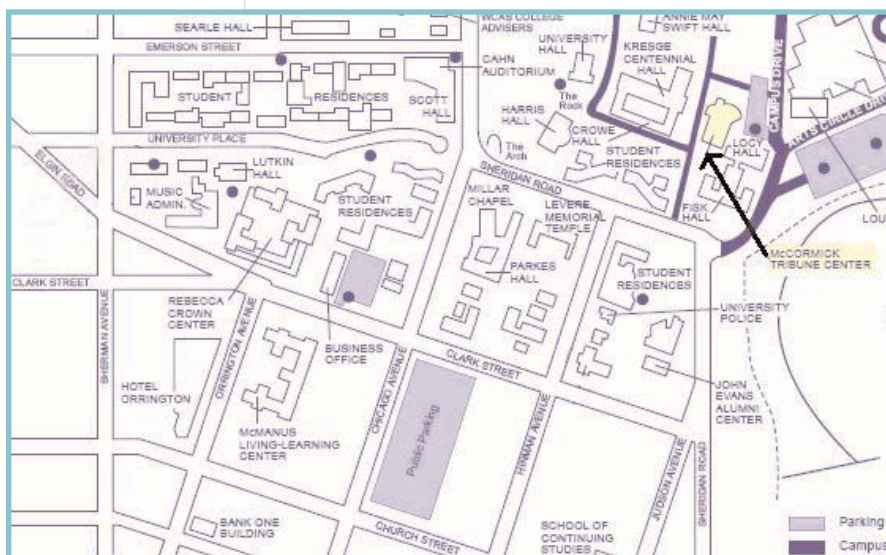 SEARLE HALL
WCAS COLLEGE
ADVISERS
ANNIE MAY
SWIFT HALL
EMERSON STREET
UNIVERSITY
HALL
KRESGE
CENTENNIAL
HALL
CAHN
AUDITORIUM
CAMPUS DRIVE
STUDENT
RESIDENCES
SCOTT
HALL
The
Rock
HARRIS
HALL
CROWE
HALL
ARTS CIRCLE
UNIVERSITY PLACE
The
Arch
STUDENT
RESIDENCES
LOCY
HALL
ELGIN ROAD
LUTKIN
HALL
SHERIDAN ROAD
MUSIC
ADMIN.
STUDENT
RESIDENCES
MILLAR
CHAPEL
LEVERE
MEMORIAL
TEMPLE
FISK
HALL
LOU
McCORMICK
TRIBUNE CENTER
CLARK STREET
PARKES
HALL
STUDENT
RESIDENCES
REBECCA
CROWN
CENTER
UNIVERSITY
POLICE
SHERMAN AVENUE
ORRINGTON AVENUE
BUSINESS
OFFICE
CLARK STREET
HOTEL
ORRINGTON
CHICAGO AVENUE
JOHN
EVANS
ALUMNI
CENTER
McMANUS
LIVING-LEARNING
CENTER
Public Parking
HINMAN AVENUE
JUDSON AVENUE
SHERIDAN ROAD
BANK ONE
BUILDING
CHURCH STREET
SCHOOL OF
CONTINUING
STUDIES
Parking
Campus